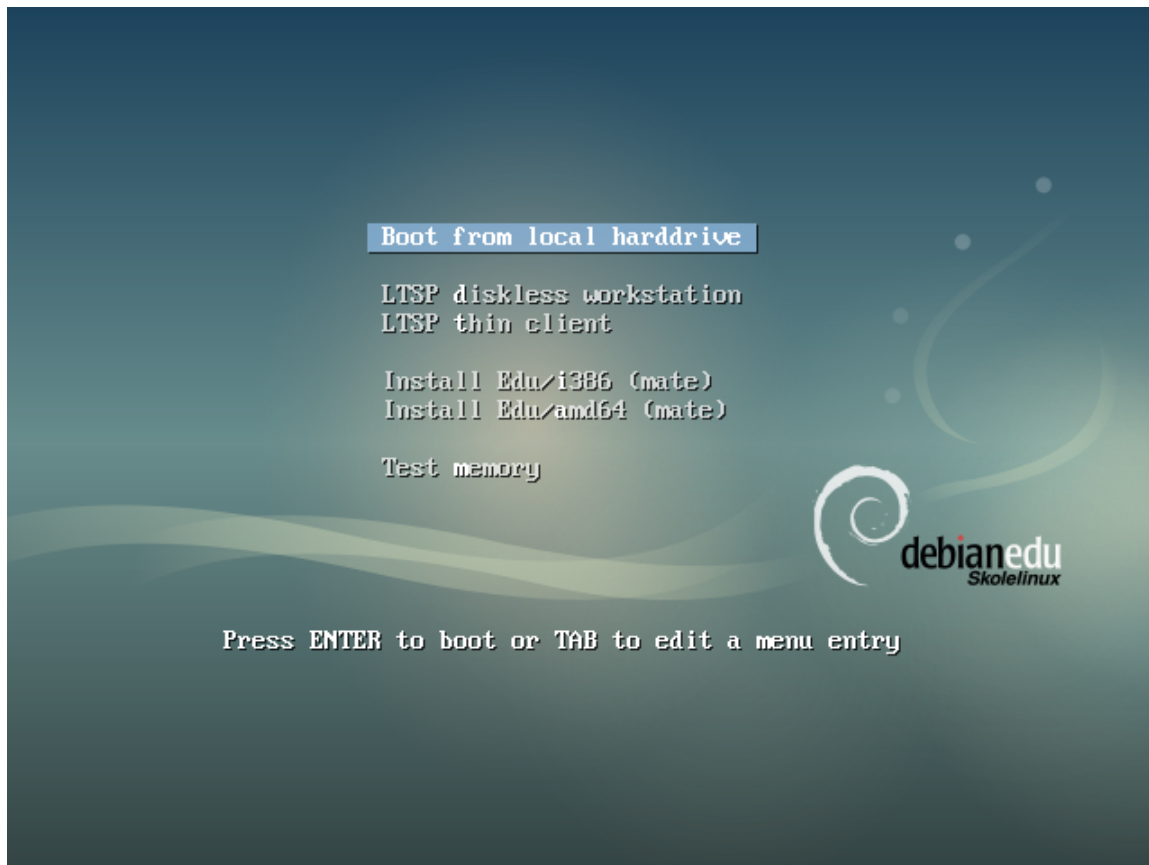 Boot from local harddrive
LTSP diskless workstation
LTSP thin client
Install Edu/i386 (mate)
Install Edu/amd64 (mate)
Test memory
debianedu
Skolelinux
Press ENTER to boot or TAB to edit a menu entry